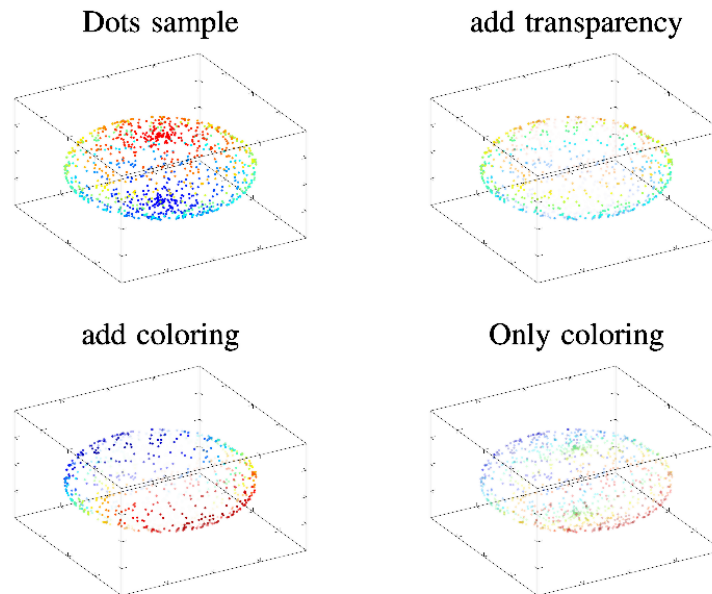 Dots sample
add transparency
add coloring
Only coloring